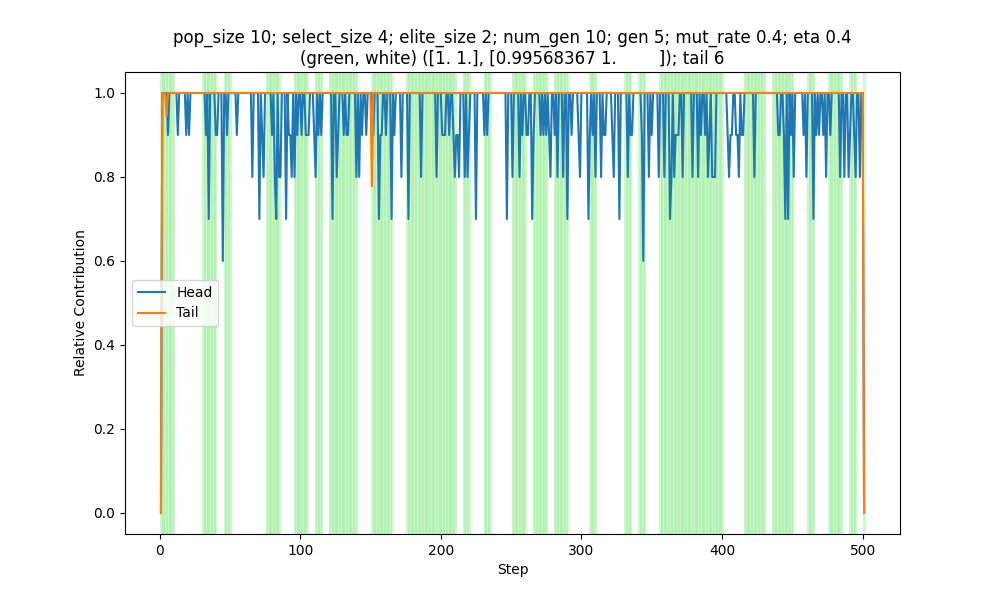 pop_size 10; select_size 4; elite_size 2; num_gen 10; gen 5; mut_rate 0.4; eta 0.4
(green, white) ([1. 1.], [0.99568367 1.        ]); tail 6
1.0
0.8
0.6
0.4
0.2
0.0
Relative Contribution
Head
Tail
0 100 200 300 400 500
Step